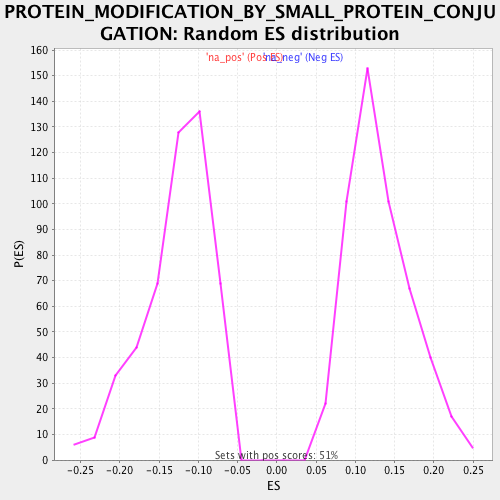 PROTEIN_MODIFICATION_BY_SMALL_PROTEIN_CONJU
GATION: Random ES distribution
'na_pos' (Pos ES) 'na_neg' (Neg ES)
160
150
140
130
120
110
100
90
80
70
60
50
40
30
20
10
0
P(ES)
Sets with pos scores: 51%
-0.25 -0.20 -0.15 -0.10 -0.05 0.00 0.05 0.10 0.15 0.20 0.25
ES